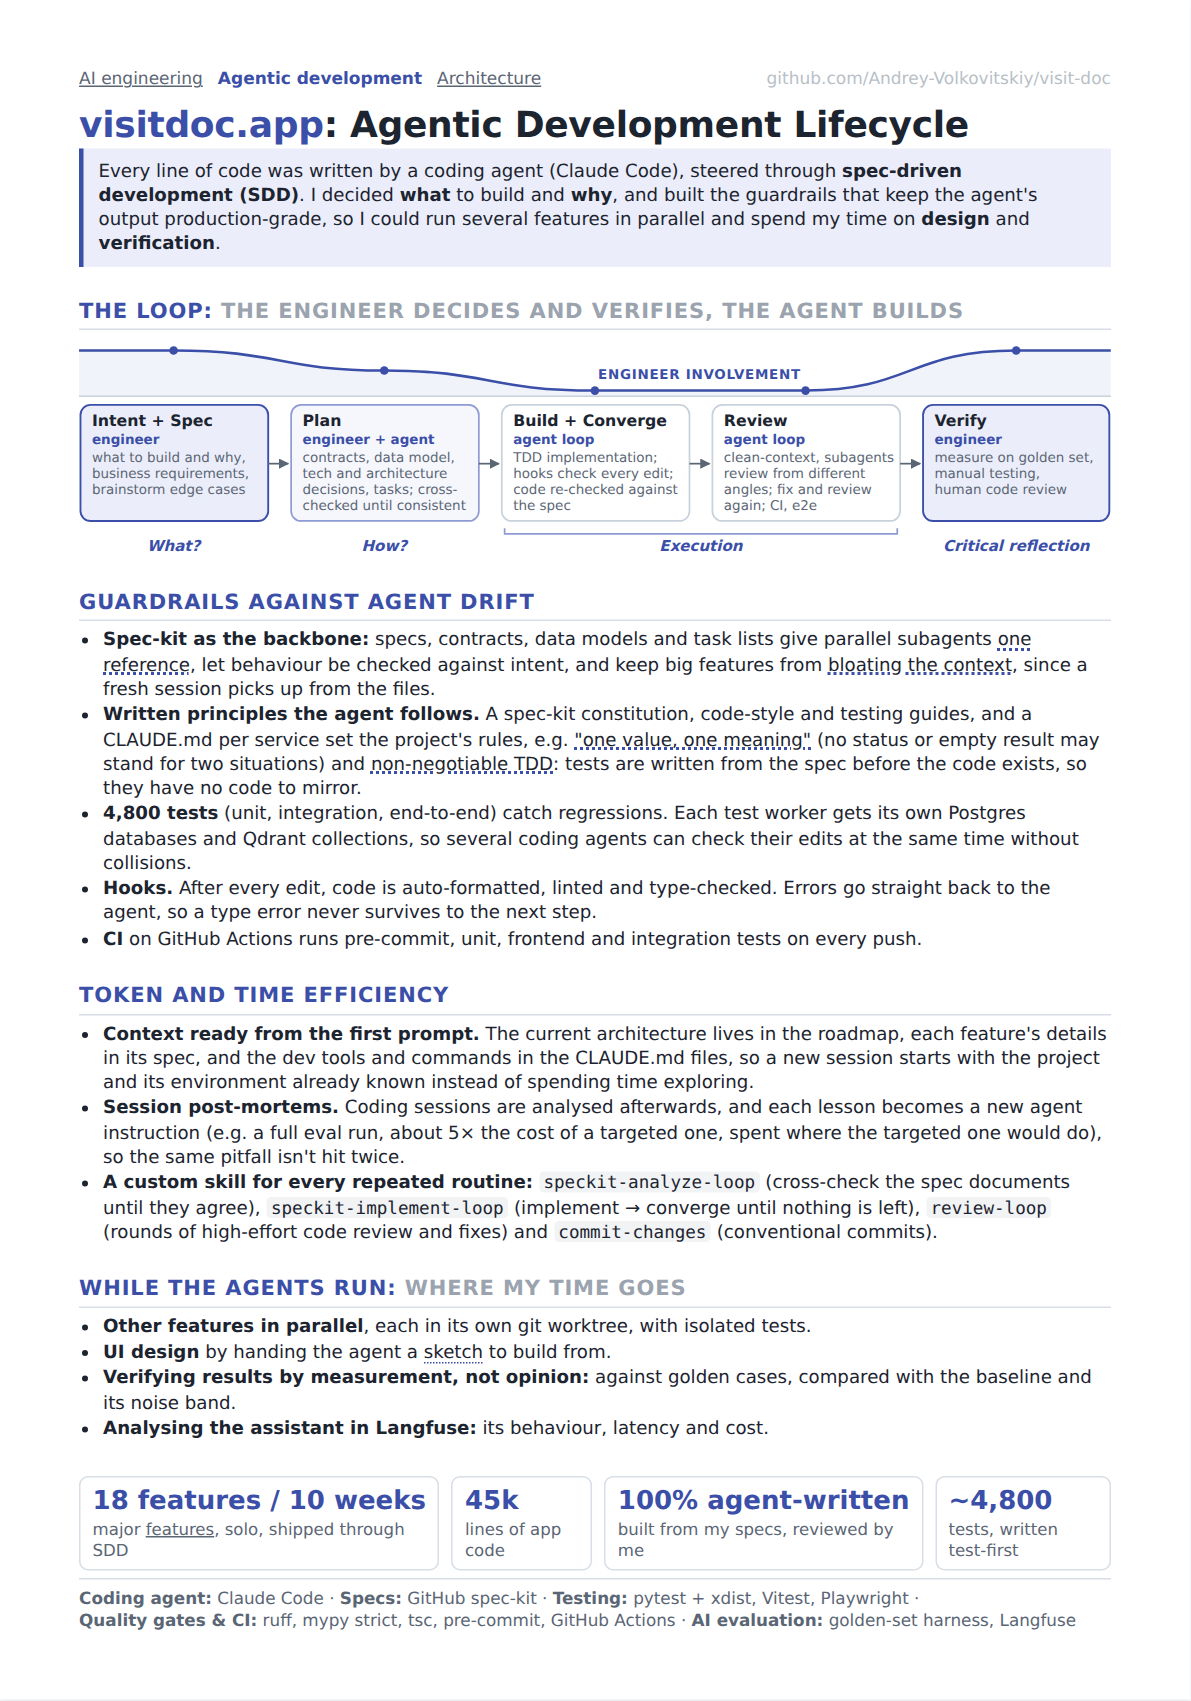 AI engineering Agentic development Architecture github.com/Andrey-Volkovitskiy/visit-doc
visitdoc.app: Agentic Development Lifecycle
Every line of code was written by a coding agent (Claude Code), steered through spec-driven
development (SDD). I decided what to build and why, and built the guardrails that keep the agent's
output production-grade, so I could run several features in parallel and spend my time on design and
verification.
THE LOOP: THE ENGINEER DECIDES AND VERIFIES, THE AGENT BUILDS
ENGINEER INVOLVEMENT
Intent + Spec
engineer
what to build and why,
business requirements,
brainstorm edge cases
Plan
engineer + agent
contracts, data model,
tech and architecture
decisions, tasks; cross-
checked until consistent
Build + Converge
agent loop
TDD implementation;
hooks check every edit;
code re-checked against
the spec
Review
agent loop
clean-context, subagents
review from different
angles; fix and review
again; CI, e2e
Verify
engineer
measure on golden set,
manual testing,
human code review
What?
How?
Execution
Critical reflection
GUARDRAILS AGAINST AGENT DRIFT
• Spec-kit as the backbone: specs, contracts, data models and task lists give parallel subagents one
reference, let behaviour be checked against intent, and keep big features from bloating the context, since a
fresh session picks up from the files.
• Written principles the agent follows. A spec-kit constitution, code-style and testing guides, and a
CLAUDE.md per service set the project's rules, e.g. "one value, one meaning" (no status or empty result may
stand for two situations) and non-negotiable TDD: tests are written from the spec before the code exists, so
they have no code to mirror.
• 4,800 tests (unit, integration, end-to-end) catch regressions. Each test worker gets its own Postgres
databases and Qdrant collections, so several coding agents can check their edits at the same time without
collisions.
• Hooks. After every edit, code is auto-formatted, linted and type-checked. Errors go straight back to the
agent, so a type error never survives to the next step.
• CI on GitHub Actions runs pre-commit, unit, frontend and integration tests on every push.
TOKEN AND TIME EFFICIENCY
• Context ready from the first prompt. The current architecture lives in the roadmap, each feature's details
in its spec, and the dev tools and commands in the CLAUDE.md files, so a new session starts with the project
and its environment already known instead of spending time exploring.
• Session post-mortems. Coding sessions are analysed afterwards, and each lesson becomes a new agent
instruction (e.g. a full eval run, about 5× the cost of a targeted one, spent where the targeted one would do),
so the same pitfall isn't hit twice.
• A custom skill for every repeated routine: speckit-analyze-loop (cross-check the spec documents
until they agree), speckit-implement-loop (implement → converge until nothing is left), review-loop
(rounds of high-effort code review and fixes) and commit-changes (conventional commits).
WHILE THE AGENTS RUN: WHERE MY TIME GOES
• Other features in parallel, each in its own git worktree, with isolated tests.
• UI design by handing the agent a sketch to build from.
• Verifying results by measurement, not opinion: against golden cases, compared with the baseline and
its noise band.
• Analysing the assistant in Langfuse: its behaviour, latency and cost.
18 features / 10 weeks
major features, solo, shipped through
SDD
45k
lines of app
code
100% agent-written
built from my specs, reviewed by
me
~4,800
tests, written
test-first
Coding agent: Claude Code · Specs: GitHub spec-kit · Testing: pytest + xdist, Vitest, Playwright ·
Quality gates & CI: ruff, mypy strict, tsc, pre-commit, GitHub Actions · AI evaluation: golden-set harness, Langfuse